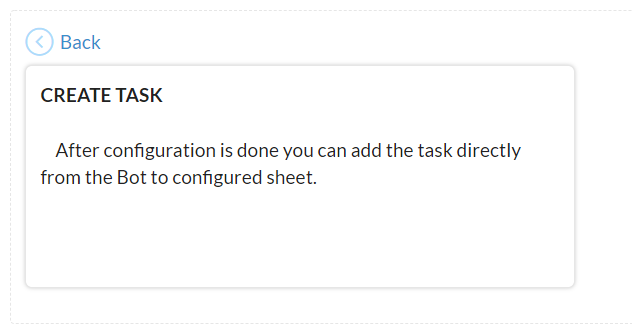 Back
CREATE TASK
After configuration is done you can add the task directly
from the Bot to configured sheet.